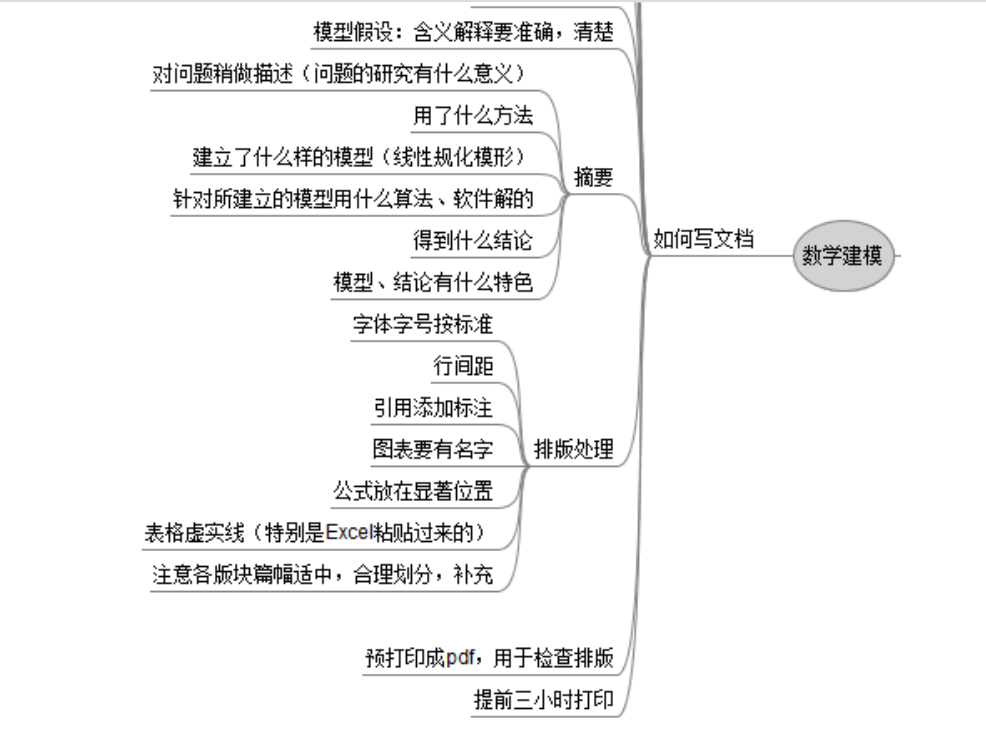 模型假设：含义解释要准确，清楚
对问题稍做描述（问题的研究有什么意义）
用了什么方法
建立了什么样的模型（线性规化模形）
摘要
针对所建立的模型用什么算法、软件解的
如何写文档
得到什么结论
数学建模
模型、结论有什么特色
字体字号按标准
行间距
引用添加标注
图表要有名字
排版处理
公式放在显著位置
表格虚实线（特别是Excel粘贴过来的）
注意各版块篇幅适中，合理划分，补充
预打印成pdf，用于检查排版
提前三小时打印